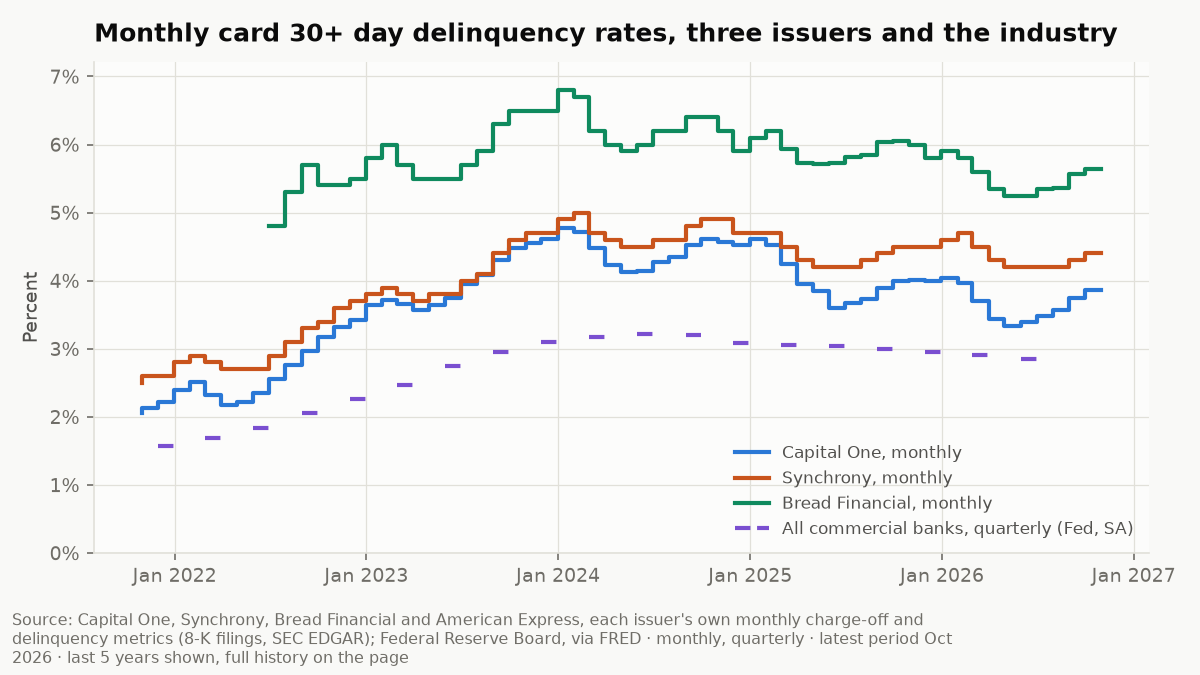 Monthly card 30+ day delinquency rates, three issuers and the industry
Percent
7%
6%
5%
4%
3%
2%
1%
0%
Jan 2022
Jan 2023
Jan 2024
Jan 2025
Jan 2026
Jan 2027
Capital One, monthly
Synchrony, monthly
Bread Financial, monthly
All commercial banks, quarterly (Fed, SA)
Source: Capital One, Synchrony, Bread Financial and American Express, each issuer's own monthly charge-off and
delinquency metrics (8-K filings, SEC EDGAR); Federal Reserve Board, via FRED · monthly, quarterly · latest period Oct
2026 · last 5 years shown, full history on the page